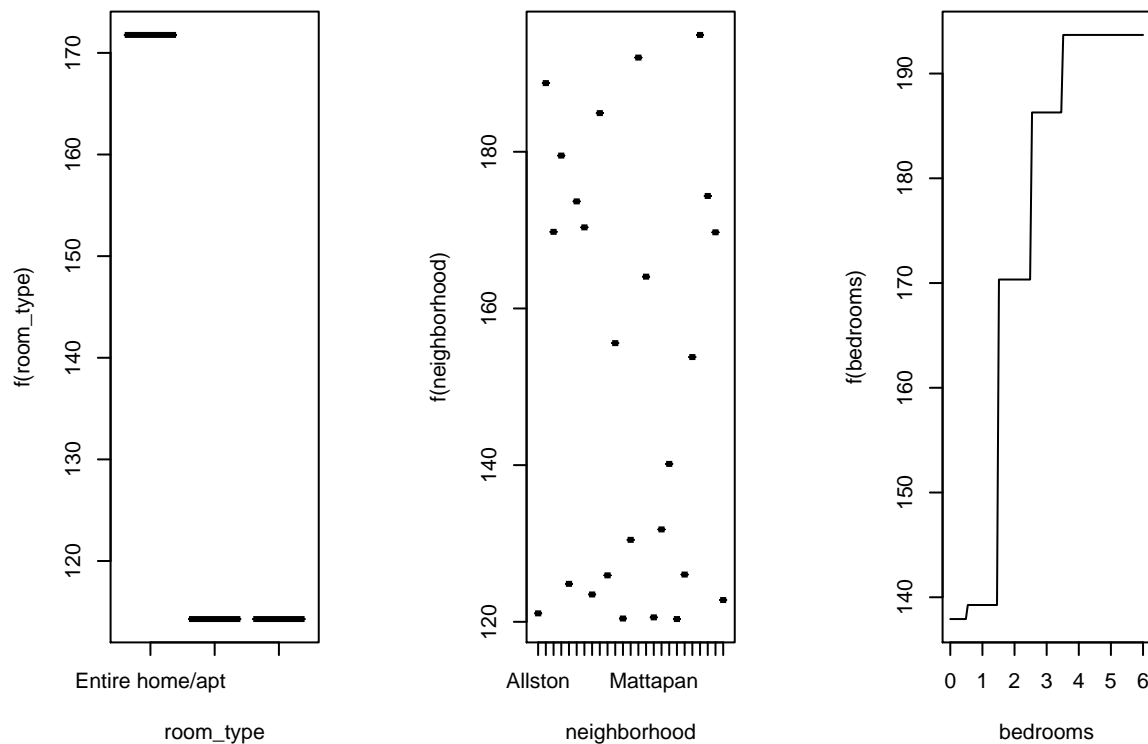 f(room_type)
170
160
150
140
130
120
Entire home/apt
room_type
f(neighborhood)
180
160
140
120
Allston Mattapan
neighborhood
f(bedrooms)
190
180
170
160
150
140
0 1 2 3 4 5 6
bedrooms